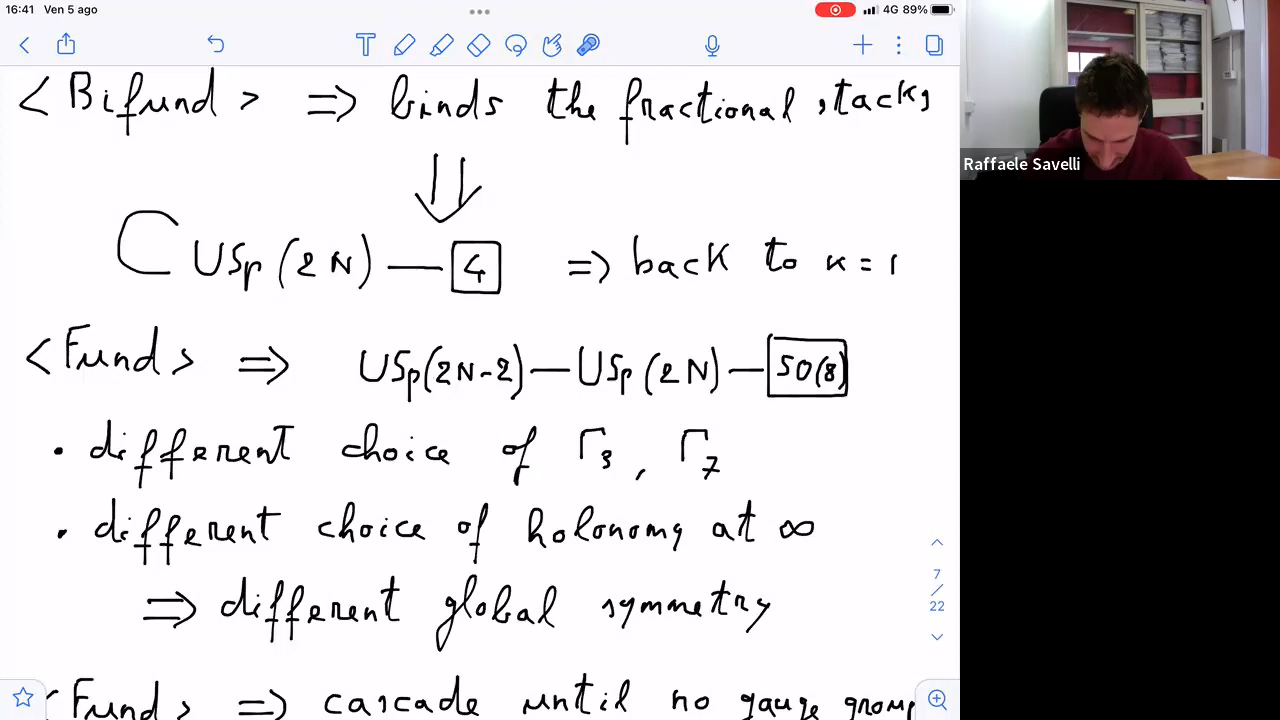 16:41 Ven 5 ago
4G 89%
<Bifund> ⇒ binds the fractional stacks
⇓
USp(2N) — 4 ⇒ back to κ = 1
<Fund> ⇒ USp(2N-2) — USp(2N) — SO(8)
• different choice of Γ3, Γ7
• different choice of holonomy at ∞
⇒ different global symmetry
<Fund> ⇒ cascade until no gauge group
7
/
22
Raffaele Savelli